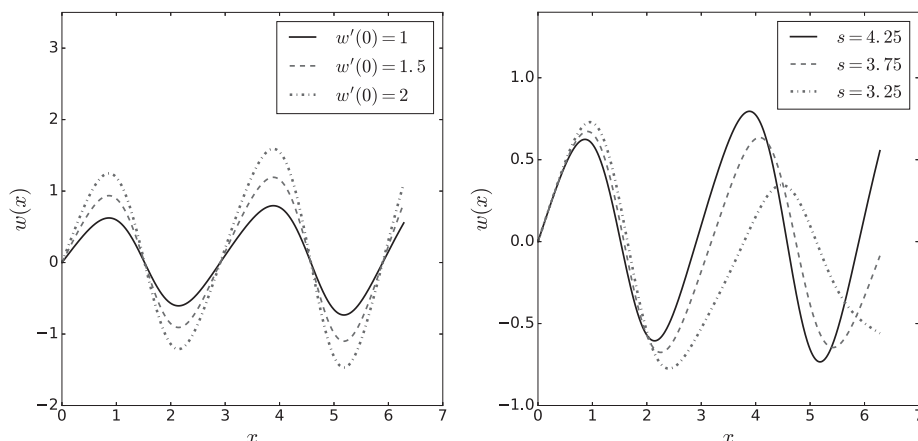 3
2
1
0
−1
−2
w(x)
0 1 2 3 4 5 6 7
x
w′(0) = 1
w′(0) = 1.5
w′(0) = 2
1.0
0.5
0.0
−0.5
−1.0
w(x)
0 1 2 3 4 5 6 7
x
s = 4.25
s = 3.75
s = 3.25